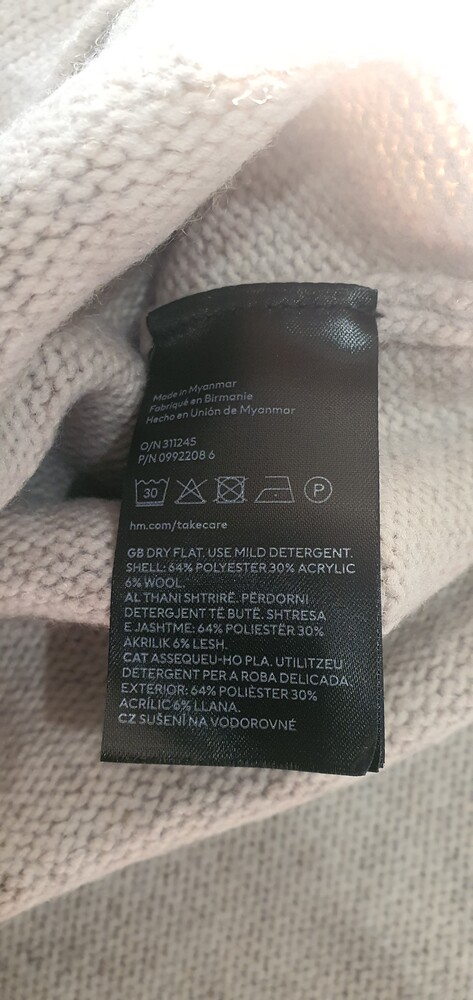 Made in Myanmar
Fabriqué en Birmanie
Hecho en Unión de Myanmar
O/N 311245
P/N 0992208 6
30
P
hm.com/takecare
GB DRY FLAT. USE MILD DETERGENT.
SHELL: 64% POLYESTER 30% ACRYLIC
6% WOOL.
AL THANI SHTRIRË. PËRDORNI
DETERGJENT TË BUTË. SHTRESA
E JASHTME: 64% POLIESTËR 30%
AKRILIK 6% LESH.
CAT ASSEQUEU-HO PLA. UTILITZEU
DETERGENT PER A ROBA DELICADA.
EXTERIOR: 64% POLIÈSTER 30%
ACRÍLIC 6% LLANA.
CZ SUŠENÍ NA VODOROVNÉ